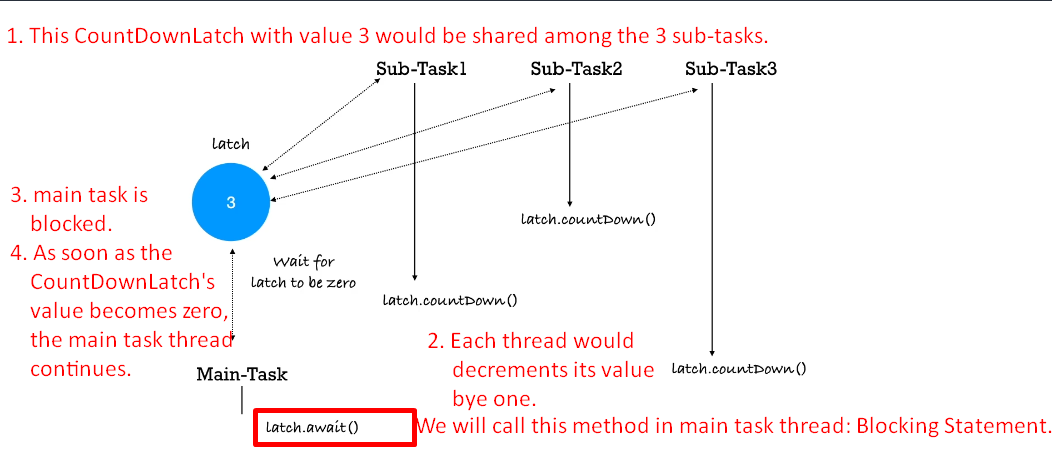 1. This CountDownLatch with value 3 would be shared among the 3 sub-tasks.
Sub-Task1
Sub-Task2
Sub-Task3
latch
3
3. main task is
blocked.
latch.countDown()
4. As soon as the
CountDownLatch's
value becomes zero,
the main task thread
continues.
Wait for
latch to be zero
latch.countDown()
2. Each thread would
decrements its value
bye one.
latch.countDown()
Main-Task
latch.await()
We will call this method in main task thread: Blocking Statement.